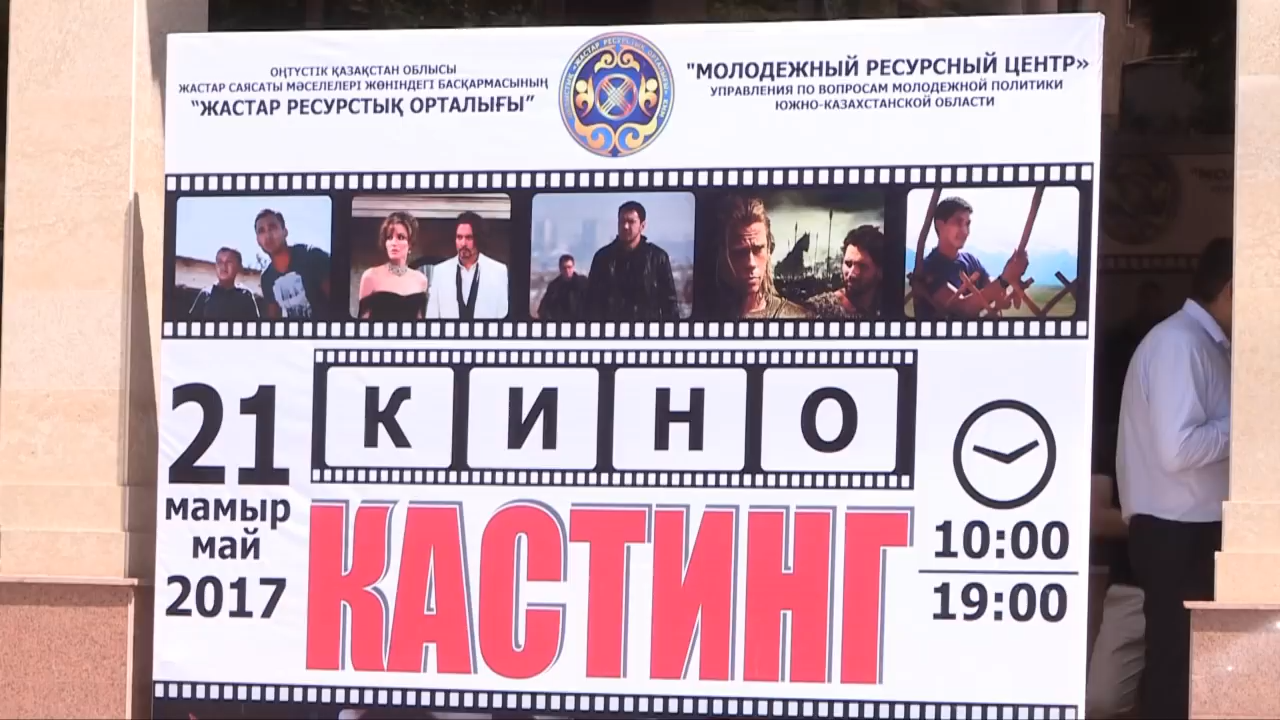 ОҢТҮСТІК ҚАЗАҚСТАН ОБЛЫСЫ
ЖАСТАР САЯСАТЫ МӘСЕЛЕЛЕРІ ЖӨНІНДЕГІ БАСҚАРМАСЫНЫҢ
“ЖАСТАР РЕСУРСТЫҚ ОРТАЛЫҒЫ”
"МОЛОДЕЖНЫЙ РЕСУРСНЫЙ ЦЕНТР»
УПРАВЛЕНИЯ ПО ВОПРОСАМ МОЛОДЕЖНОЙ ПОЛИТИКИ
ЮЖНО-КАЗАХСТАНСКОЙ ОБЛАСТИ
КИНО
КАСТИНГ
21
мамыр
май
2017
10:00
19:00